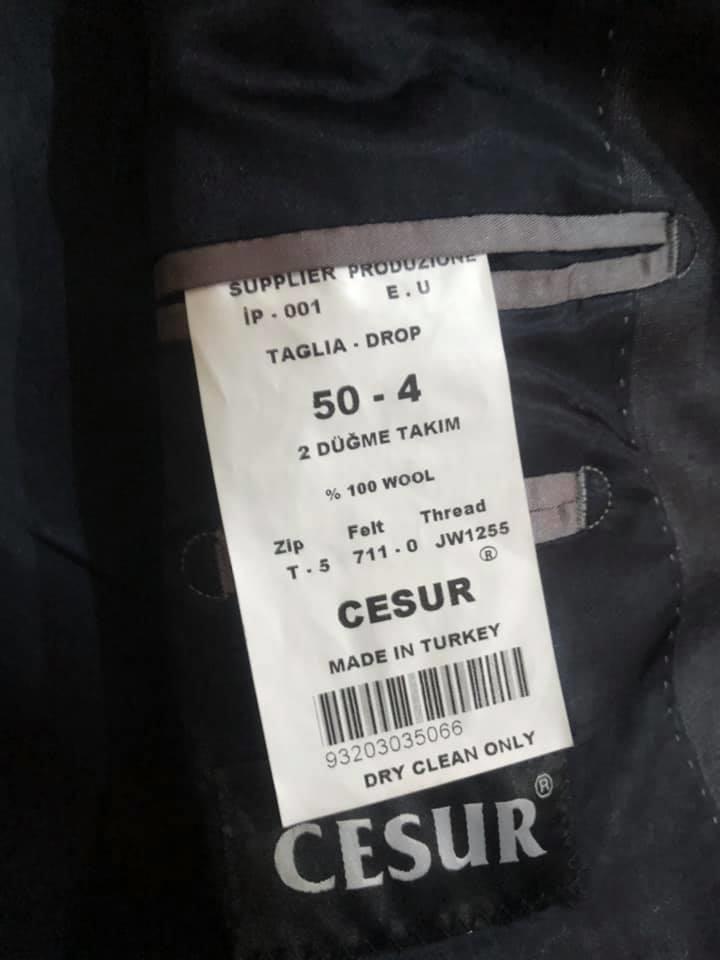 SUPPLIER PRODUZIONE
İP - 001 E.U
TAGLIA - DROP
50 - 4
2 DÜĞME TAKIM
% 100 WOOL
Zip Felt Thread
T - 5 711 - 0 JW1255
®
CESUR
MADE IN TURKEY
93203035066
DRY CLEAN ONLY
CESUR®